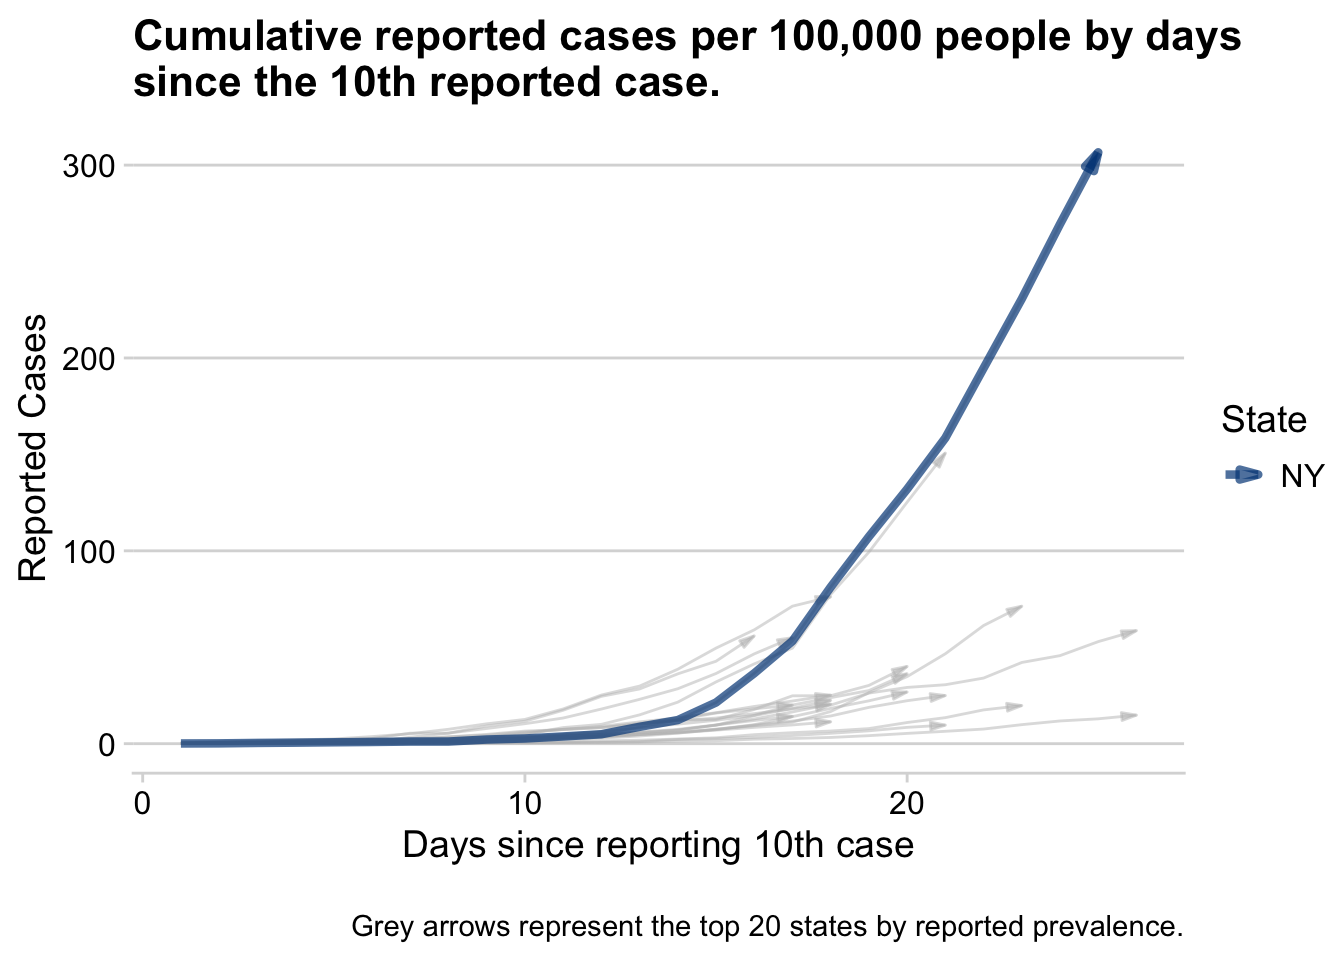 Cumulative reported cases per 100,000 people by days
since the 10th reported case.
300
200
100
0
Reported Cases
0
10
20
Days since reporting 10th case
State
NY
Grey arrows represent the top 20 states by reported prevalence.